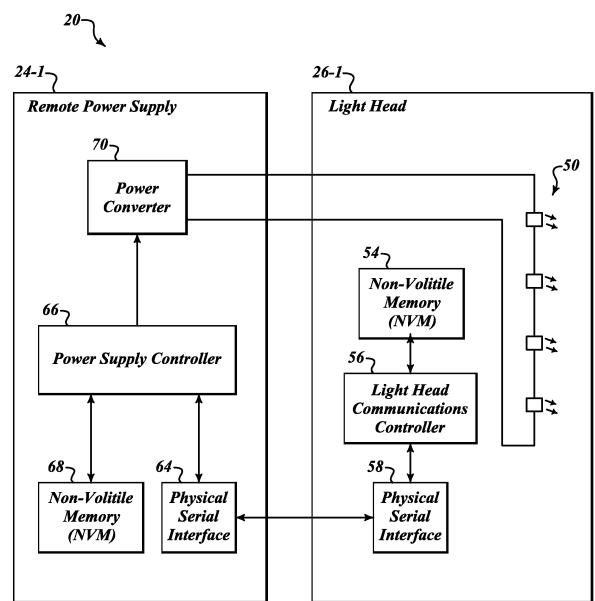 20
24-1
26-1
Remote Power Supply
Light Head
70
50
Power
Converter
54
Non-Volitile
Memory
(NVM)
66
Power Supply Controller
56
Light Head
Communications
Controller
68
64
58
Non-Volitile
Memory
(NVM)
Physical
Serial
Interface
Physical
Serial
Interface